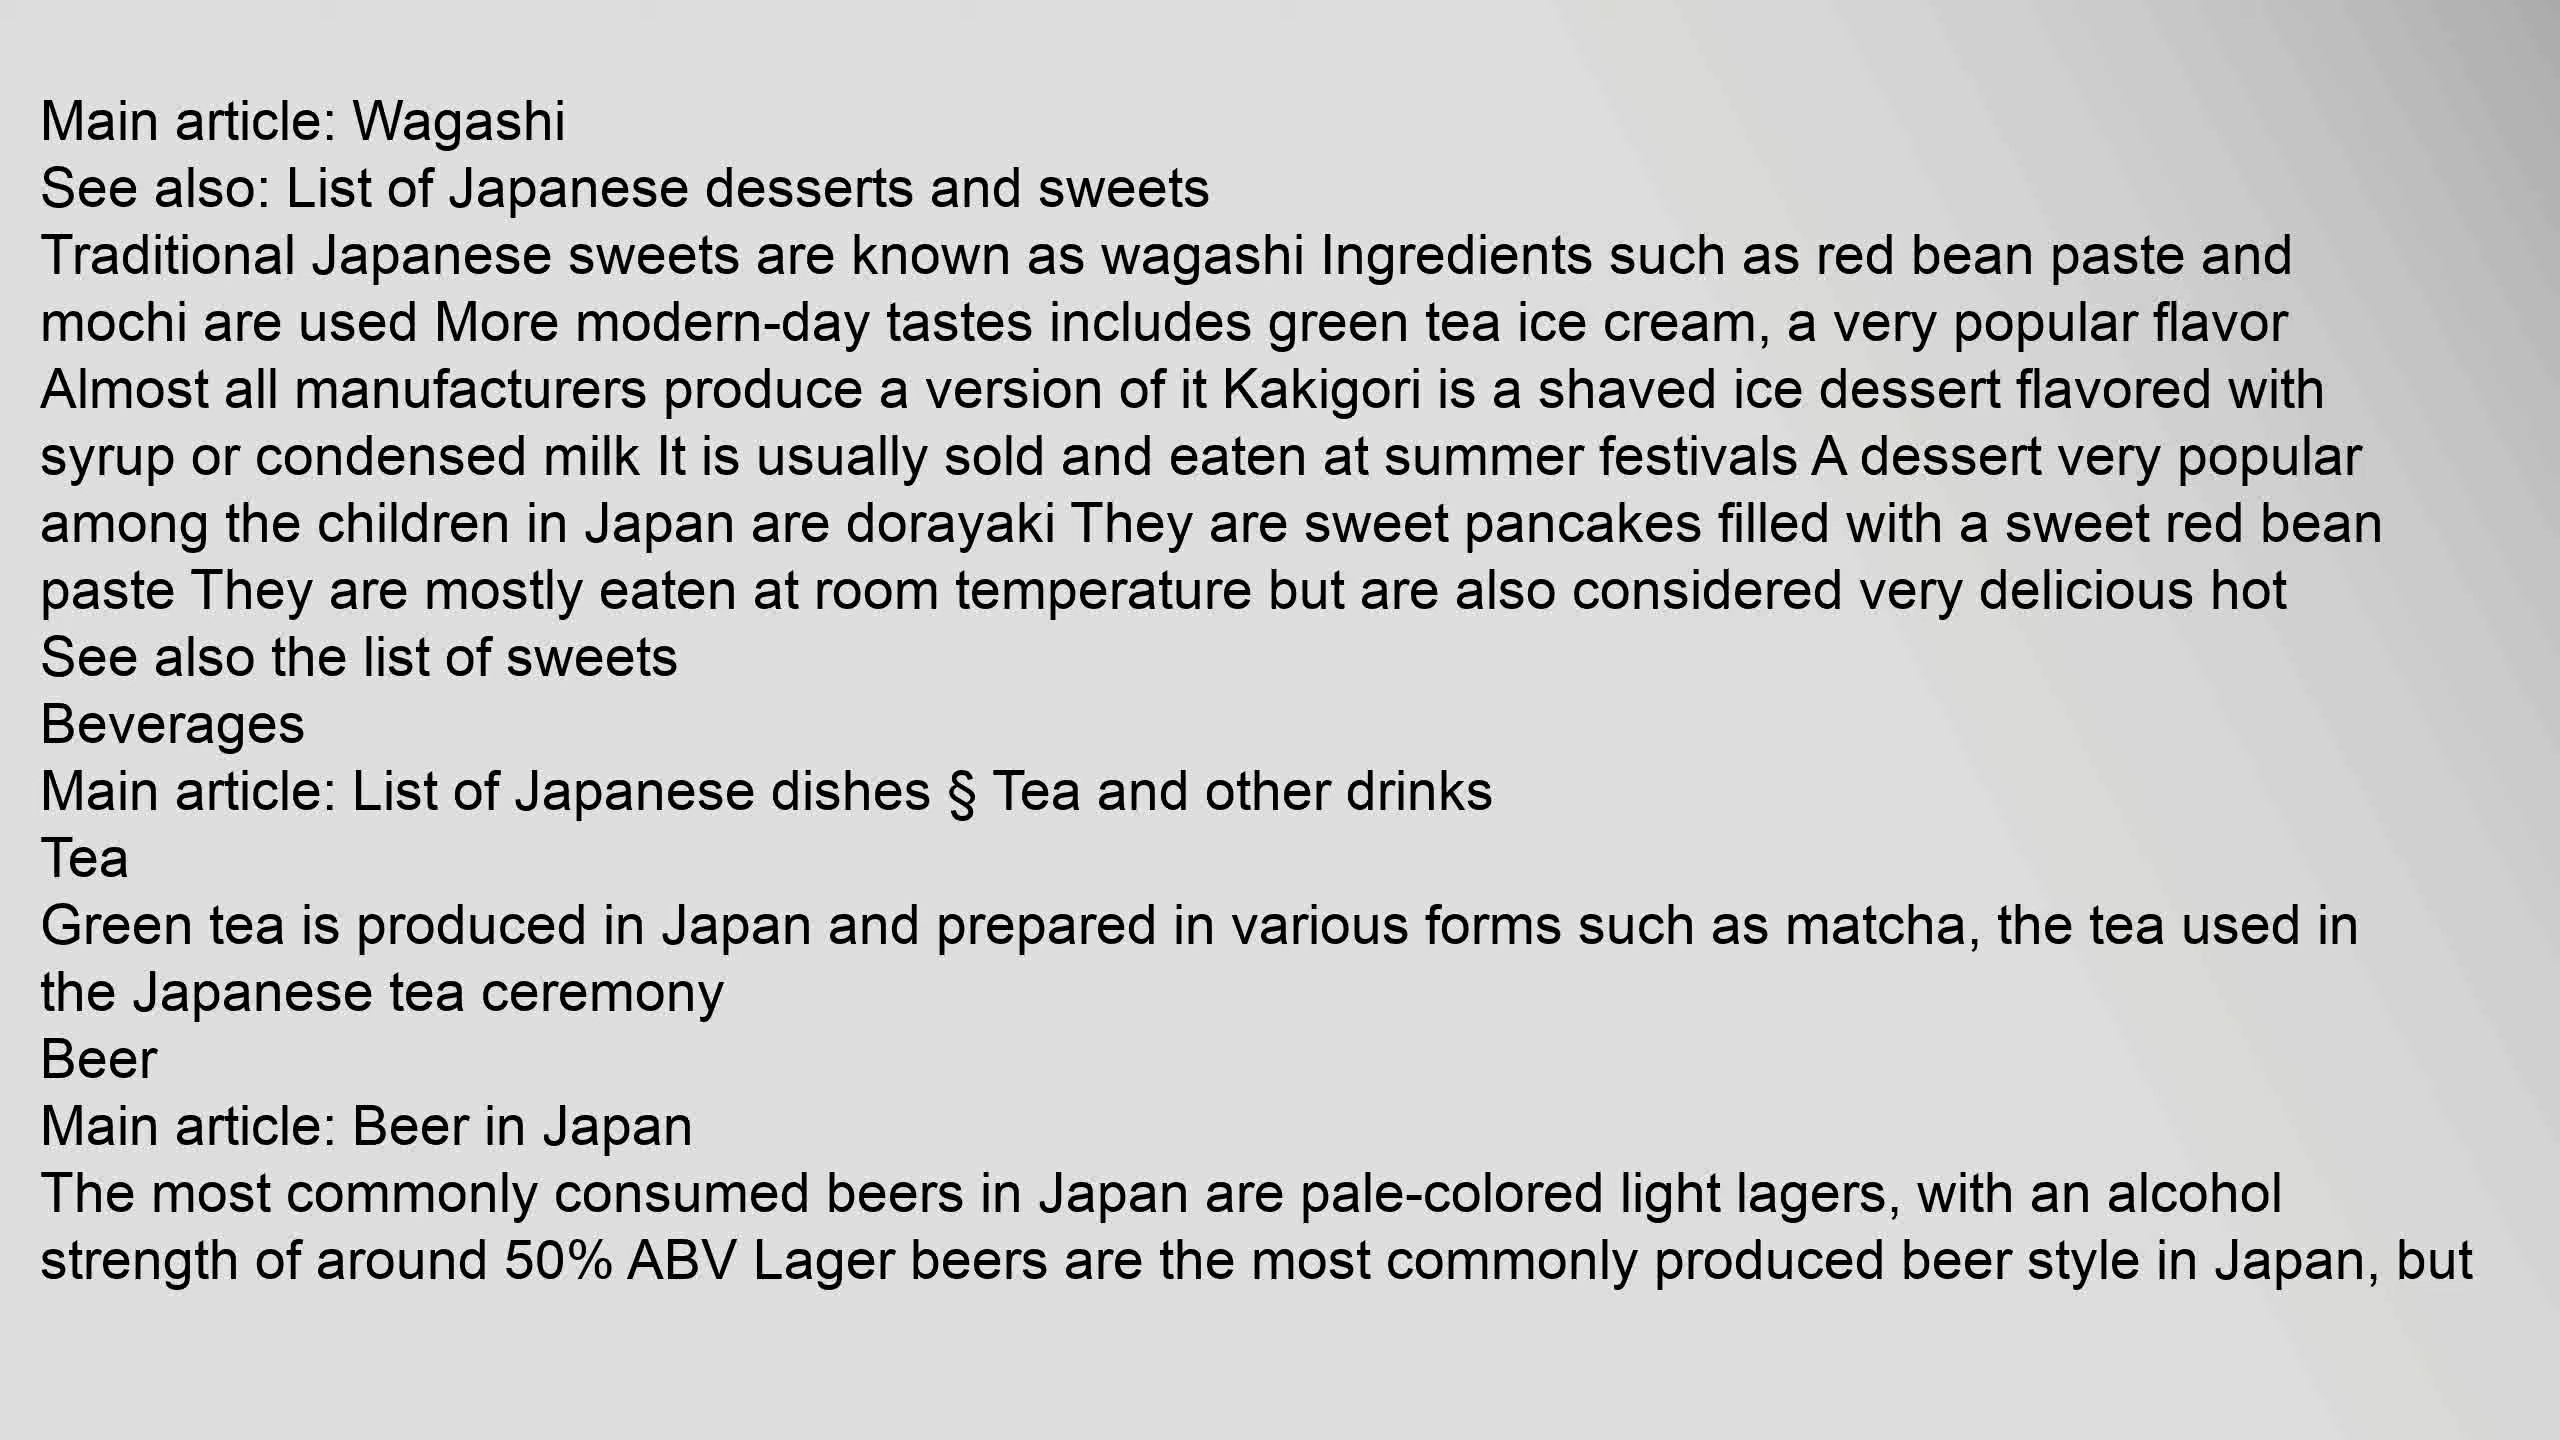 Main article: Wagashi
See also: List of Japanese desserts and sweets
Traditional Japanese sweets are known as wagashi Ingredients such as red bean paste and
mochi are used More modern-day tastes includes green tea ice cream, a very popular flavor
Almost all manufacturers produce a version of it Kakigori is a shaved ice dessert flavored with
syrup or condensed milk It is usually sold and eaten at summer festivals A dessert very popular
among the children in Japan are dorayaki They are sweet pancakes filled with a sweet red bean
paste They are mostly eaten at room temperature but are also considered very delicious hot
See also the list of sweets
Beverages
Main article: List of Japanese dishes § Tea and other drinks
Tea
Green tea is produced in Japan and prepared in various forms such as matcha, the tea used in
the Japanese tea ceremony
Beer
Main article: Beer in Japan
The most commonly consumed beers in Japan are pale-colored light lagers, with an alcohol
strength of around 50% ABV Lager beers are the most commonly produced beer style in Japan, but